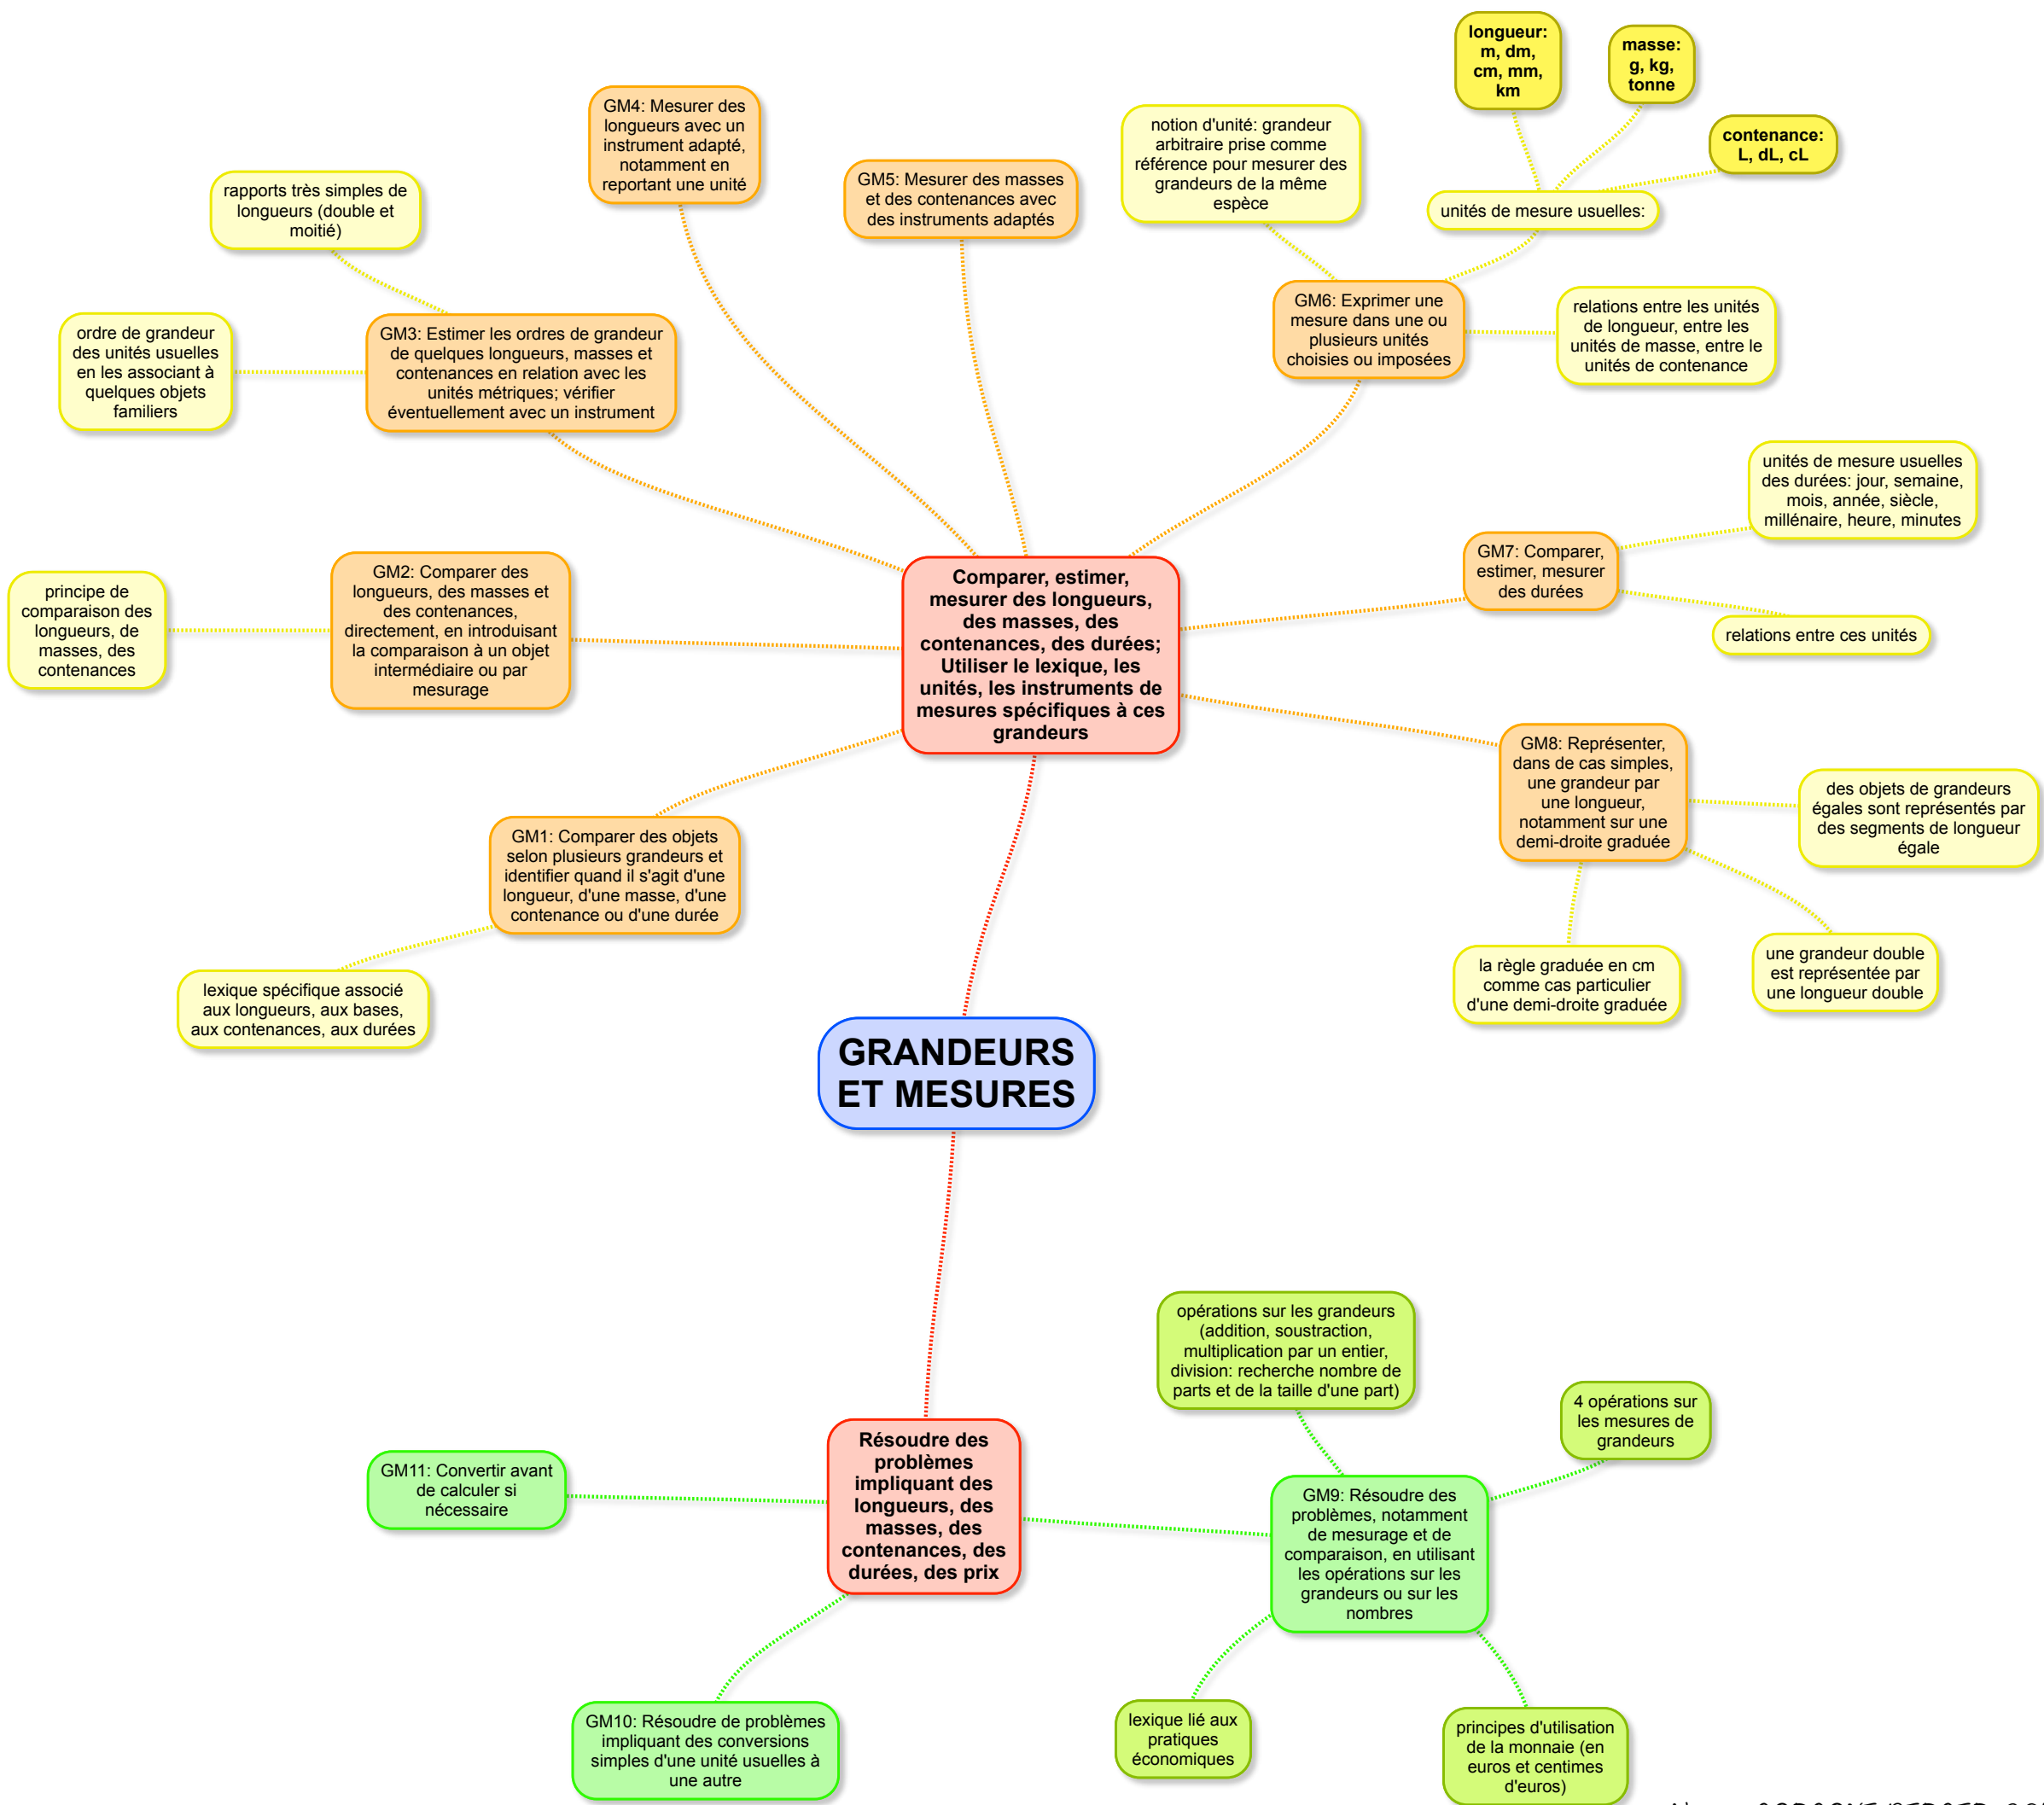 longueur:
m, dm,
cm, mm,
km
masse:
g, kg,
tonne
contenance:
L, dL, cL
unités de mesure usuelles:
notion d'unité: grandeur
arbitraire prise comme
référence pour mesurer des
grandeurs de la même
espèce
GM4: Mesurer des
longueurs avec un
instrument adapté,
notamment en
reportant une unité
GM5: Mesurer des masses
et des contenances avec
des instruments adaptés
rapports très simples de
longueurs (double et
moitié)
ordre de grandeur
des unités usuelles
en les associant à
quelques objets
familiers
GM3: Estimer les ordres de grandeur
de quelques longueurs, masses et
contenances en relation avec les
unités métriques; vérifier
éventuellement avec un instrument
GM6: Exprimer une
mesure dans une ou
plusieurs unités
choisies ou imposées
relations entre les unités
de longueur, entre les
unités de masse, entre le
unités de contenance
unités de mesure usuelles
des durées: jour, semaine,
mois, année, siècle,
millénaire, heure, minutes
GM7: Comparer,
estimer, mesurer
des durées
relations entre ces unités
principe de
comparaison des
longueurs, de
masses, des
contenances
GM2: Comparer des
longueurs, des masses et
des contenances,
directement, en introduisant
la comparaison à un objet
intermédiaire ou par
mesurage
Comparer, estimer,
mesurer des longueurs,
des masses, des
contenances, des durées;
Utiliser le lexique, les
unités, les instruments de
mesures spécifiques à ces
grandeurs
GM8: Représenter,
dans de cas simples,
une grandeur par
une longueur,
notamment sur une
demi-droite graduée
des objets de grandeurs
égales sont représentés par
des segments de longueur
égale
une grandeur double
est représentée par
une longueur double
la règle graduée en cm
comme cas particulier
d'une demi-droite graduée
GM1: Comparer des objets
selon plusieurs grandeurs et
identifier quand il s'agit d'une
longueur, d'une masse, d'une
contenance ou d'une durée
lexique spécifique associé
aux longueurs, aux bases,
aux contenances, aux durées
GRANDEURS
ET MESURES
opérations sur les grandeurs
(addition, soustraction,
multiplication par un entier,
division: recherche nombre de
parts et de la taille d'une part)
4 opérations sur
les mesures de
grandeurs
Résoudre des
problèmes
impliquant des
longueurs, des
masses, des
contenances, des
durées, des prix
GM11: Convertir avant
de calculer si
nécessaire
GM9: Résoudre des
problèmes, notamment
de mesurage et de
comparaison, en utilisant
les opérations sur les
grandeurs ou sur les
nombres
GM10: Résoudre de problèmes
impliquant des conversions
simples d'une unité usuelles à
une autre
lexique lié aux
pratiques
économiques
principes d'utilisation
de la monnaie (en
euros et centimes
d'euros)